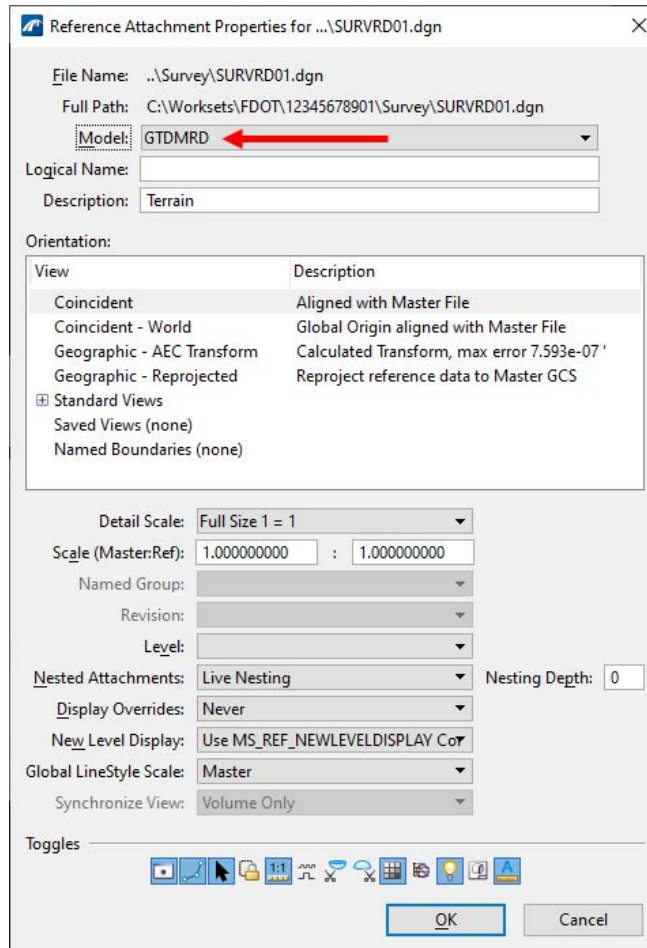 Reference Attachment Properties for ...\SURVRD01.dgn
File Name: ..\Survey\SURVRD01.dgn
Full Path: C:\Worksets\FDOT\12345678901\Survey\SURVRD01.dgn
Model: GTDMRD
Logical Name:
Description: Terrain
Orientation:
View Description
Coincident Aligned with Master File
Coincident - World Global Origin aligned with Master File
Geographic - AEC Transform Calculated Transform, max error 7.593e-07 '
Geographic - Reprojected Reproject reference data to Master GCS
Standard Views
Saved Views (none)
Named Boundaries (none)
Detail Scale: Full Size 1 = 1
Scale (Master:Ref): 1.000000000 : 1.000000000
Named Group:
Revision:
Level:
Nested Attachments: Live Nesting Nesting Depth: 0
Display Overrides: Never
New Level Display: Use MS_REF_NEWLEVELDISPLAY Cor
Global LineStyle Scale: Master
Synchronize View: Volume Only
Toggles
1:1 A
OK Cancel